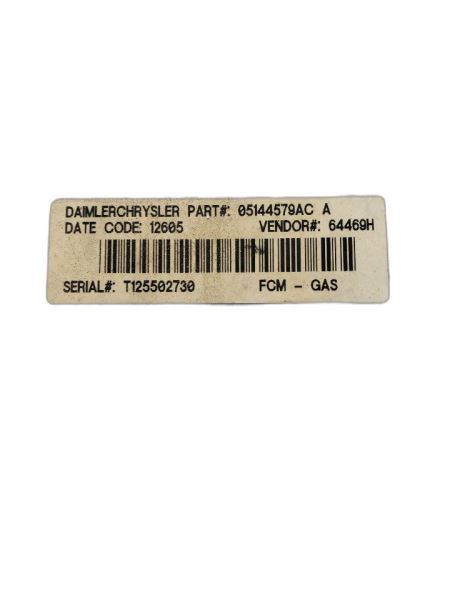 DAIMLERCHRYSLER PART#: 05144579AC A
DATE CODE: 12605 VENDOR#: 64469H
SERIAL#: T125502730 FCM - GAS